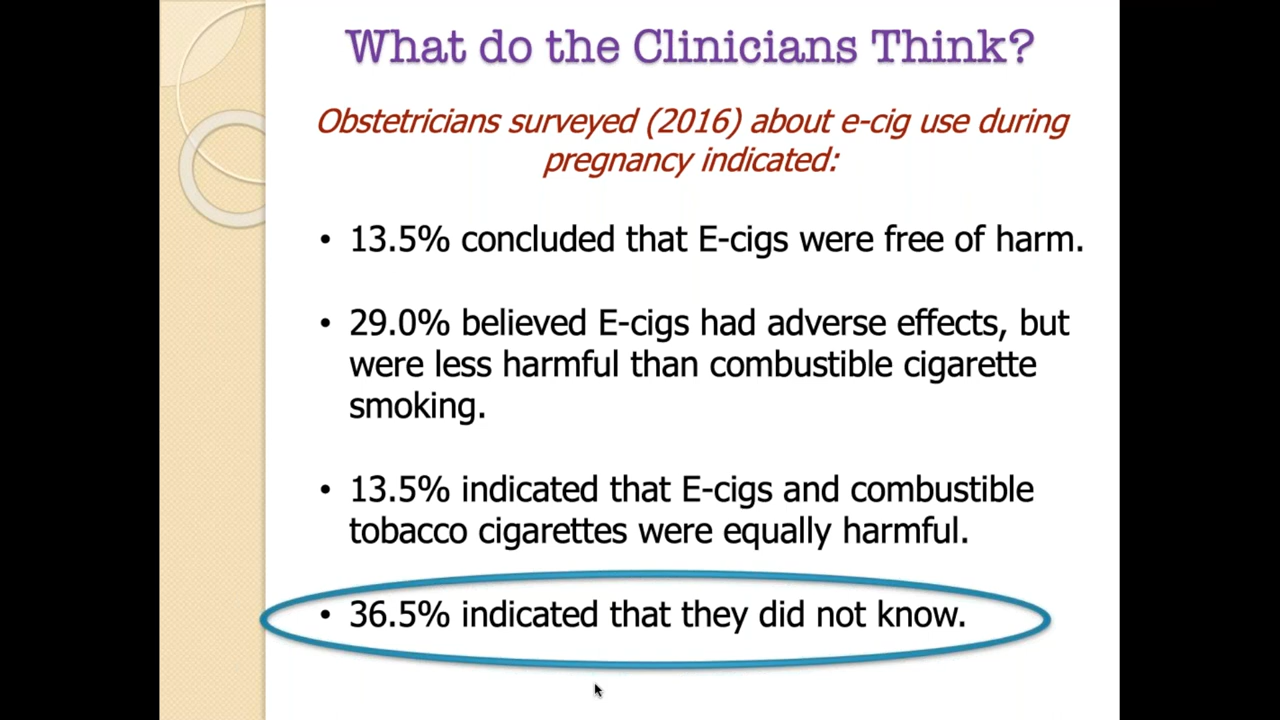 What do the Clinicians Think?
Obstetricians surveyed (2016) about e-cig use during
pregnancy indicated:
• 13.5% concluded that E-cigs were free of harm.
• 29.0% believed E-cigs had adverse effects, but
were less harmful than combustible cigarette
smoking.
• 13.5% indicated that E-cigs and combustible
tobacco cigarettes were equally harmful.
• 36.5% indicated that they did not know.